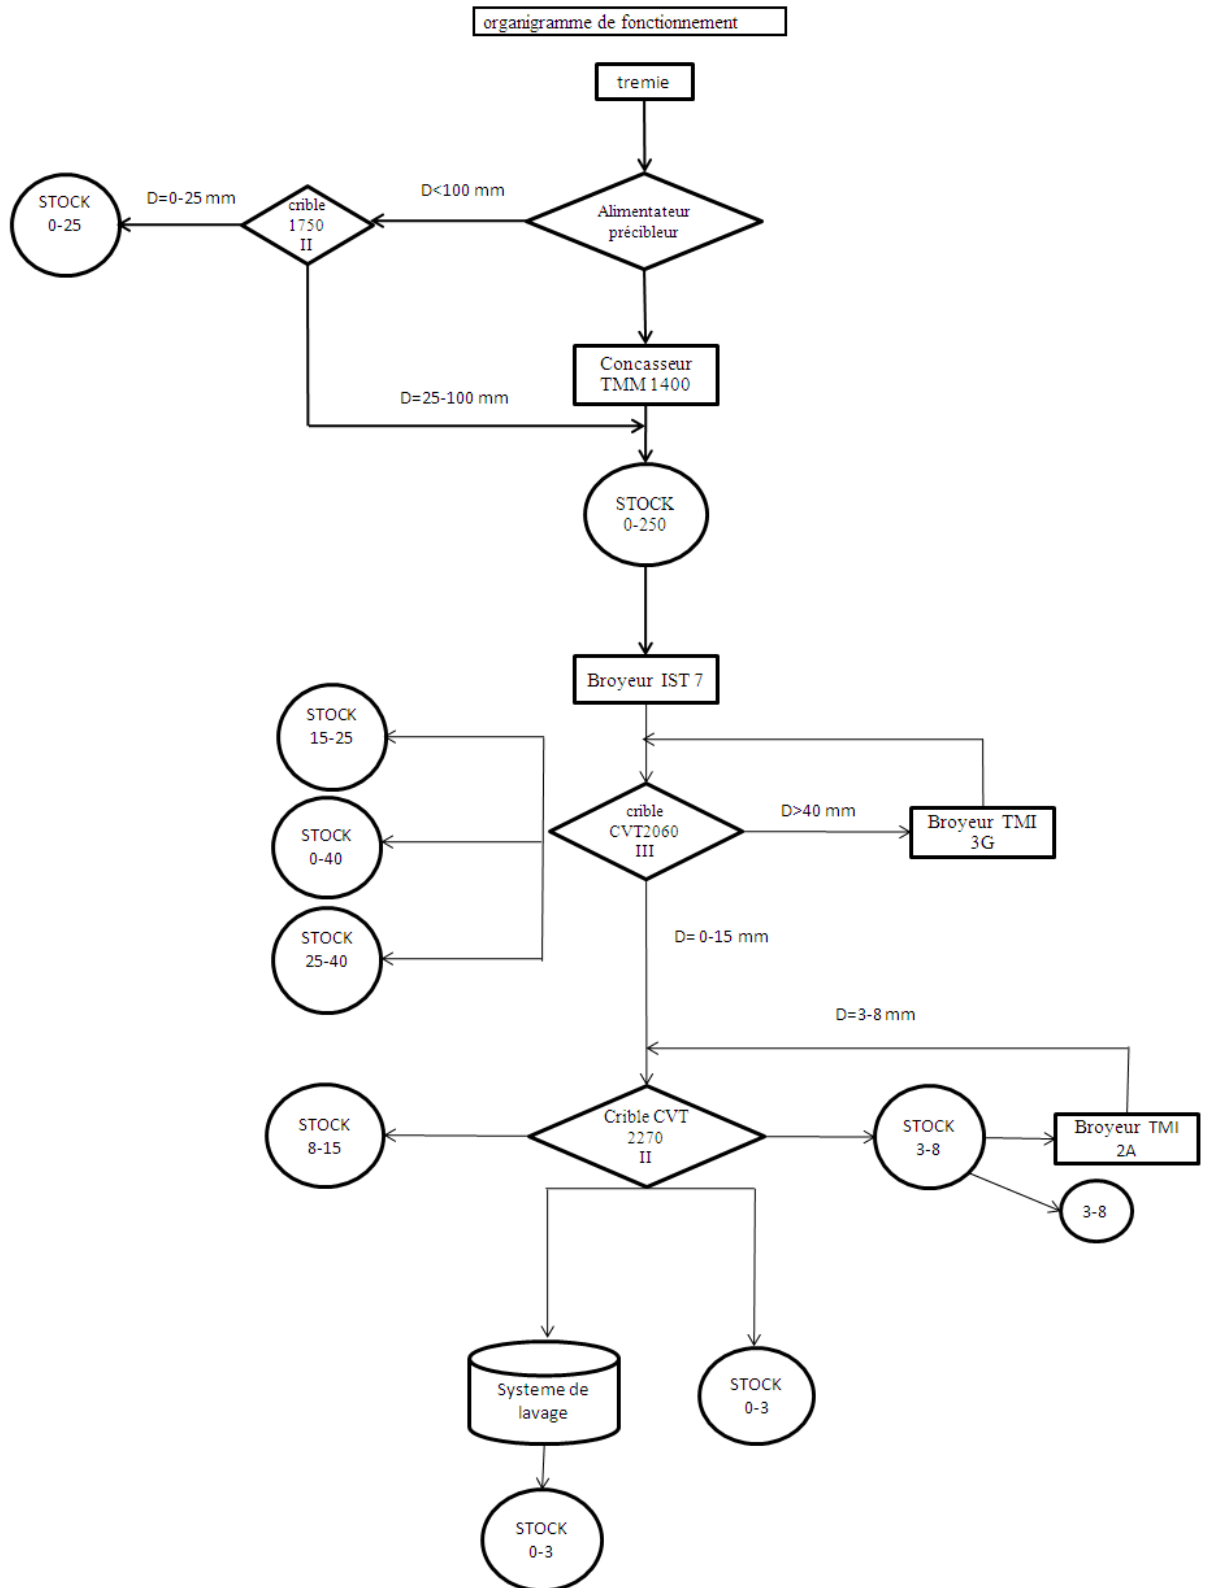 organigramme de fonctionnement
tremie
STOCK
0-25
D=0-25 mm
crible
1750
II
D<100 mm
Alimentateur
précibleur
Concasseur
TMM 1400
D=25-100 mm
STOCK
0-250
Broyeur IST 7
STOCK
15-25
crible
CVT2060
III
D>40 mm
Broyeur TMI
3G
STOCK
0-40
STOCK
25-40
D= 0-15 mm
D=3-8 mm
STOCK
8-15
Crible CVT
2270
II
STOCK
3-8
Broyeur TMI
2A
3-8
Systeme de
lavage
STOCK
0-3
STOCK
0-3